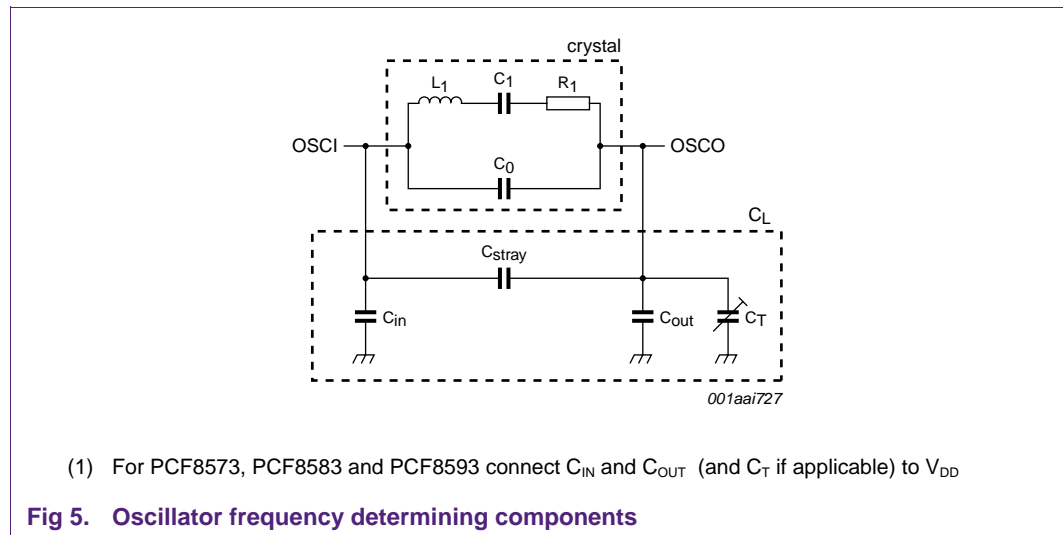 crystal
L1 C1 R1
OSCI OSCO
C0
CL
Cstray
Cin Cout CT
001aai727
(1) For PCF8573, PCF8583 and PCF8593 connect CIN and COUT (and CT if applicable) to VDD
Fig 5. Oscillator frequency determining components